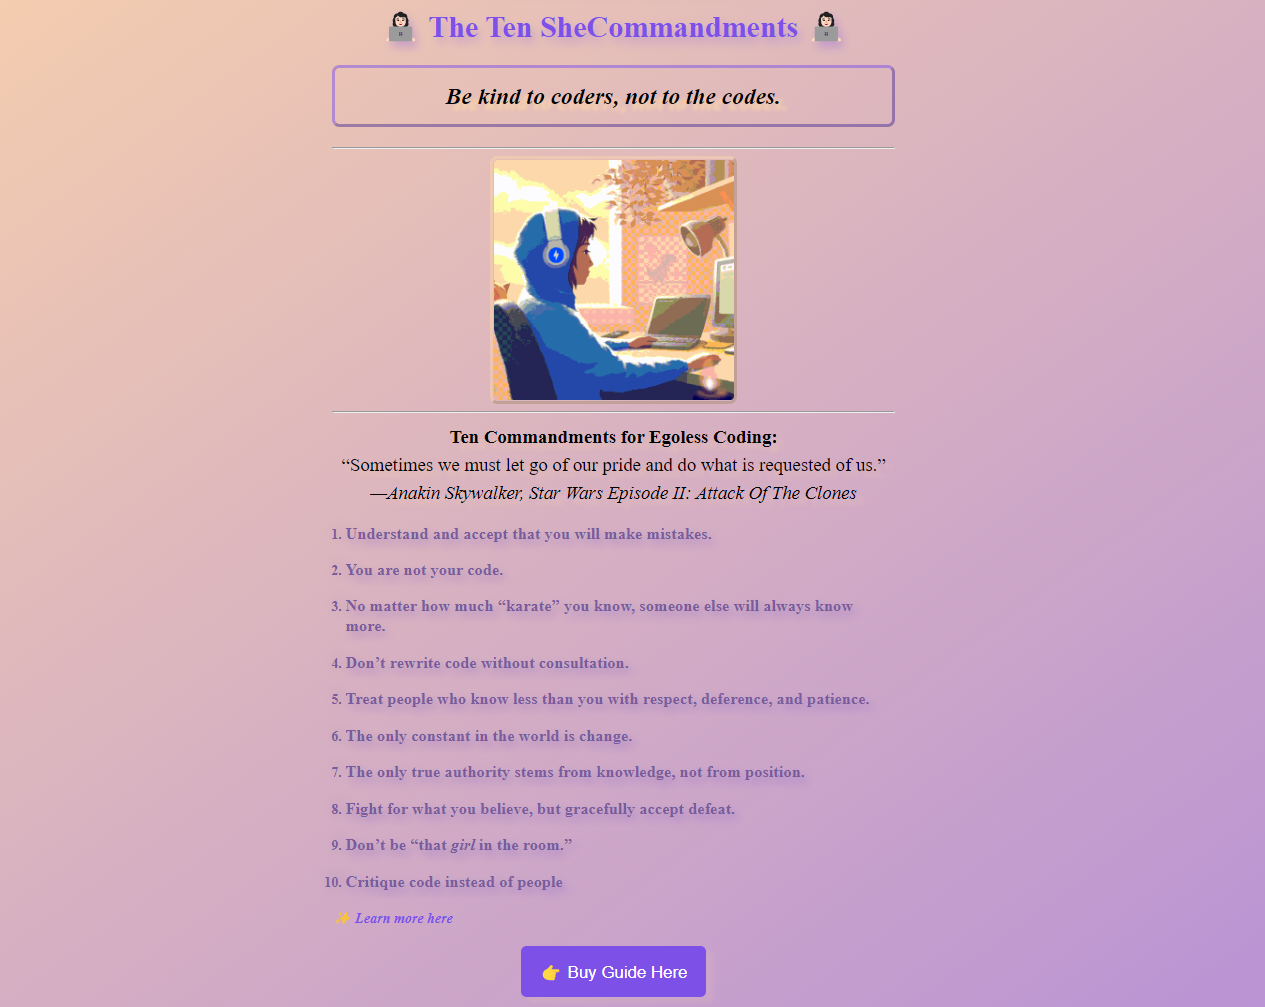 The Ten SheCommandments
Be kind to coders, not to the codes.
Ten Commandments for Egoless Coding:
“Sometimes we must let go of our pride and do what is requested of us.”
—Anakin Skywalker, Star Wars Episode II: Attack Of The Clones
1. Understand and accept that you will make mistakes.
2. You are not your code.
3. No matter how much “karate” you know, someone else will always know
more.
4. Don’t rewrite code without consultation.
5. Treat people who know less than you with respect, deference, and patience.
6. The only constant in the world is change.
7. The only true authority stems from knowledge, not from position.
8. Fight for what you believe, but gracefully accept defeat.
9. Don’t be “that girl in the room.”
10. Critique code instead of people
✨ Learn more here
👉 Buy Guide Here